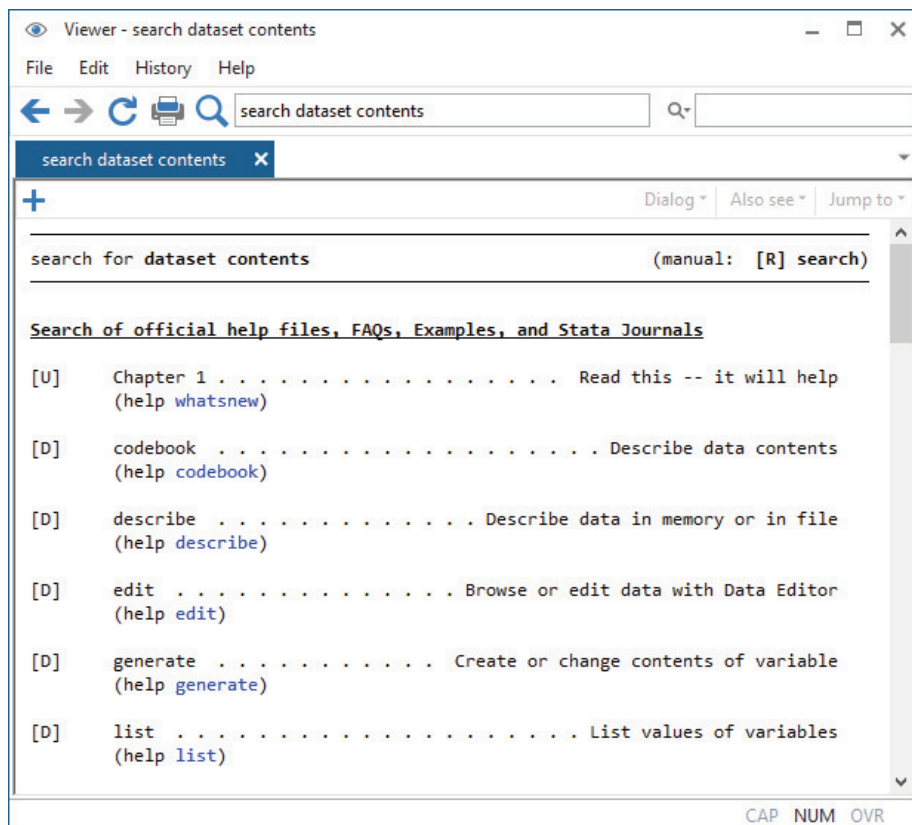 Viewer - search dataset contents
File Edit History Help
search dataset contents
search dataset contents
Dialog Also see Jump to
search for dataset contents (manual: [R] search)
Search of official help files, FAQs, Examples, and Stata Journals
[U] Chapter 1 . . . . . . . . . . . . . . . . . Read this -- it will help
(help whatsnew)
[D] codebook . . . . . . . . . . . . . . . . . . . Describe data contents
(help codebook)
[D] describe . . . . . . . . . . . . . Describe data in memory or in file
(help describe)
[D] edit . . . . . . . . . . . . . . Browse or edit data with Data Editor
(help edit)
[D] generate . . . . . . . . . . . Create or change contents of variable
(help generate)
[D] list . . . . . . . . . . . . . . . . . . . . List values of variables
(help list)
CAP NUM OVR